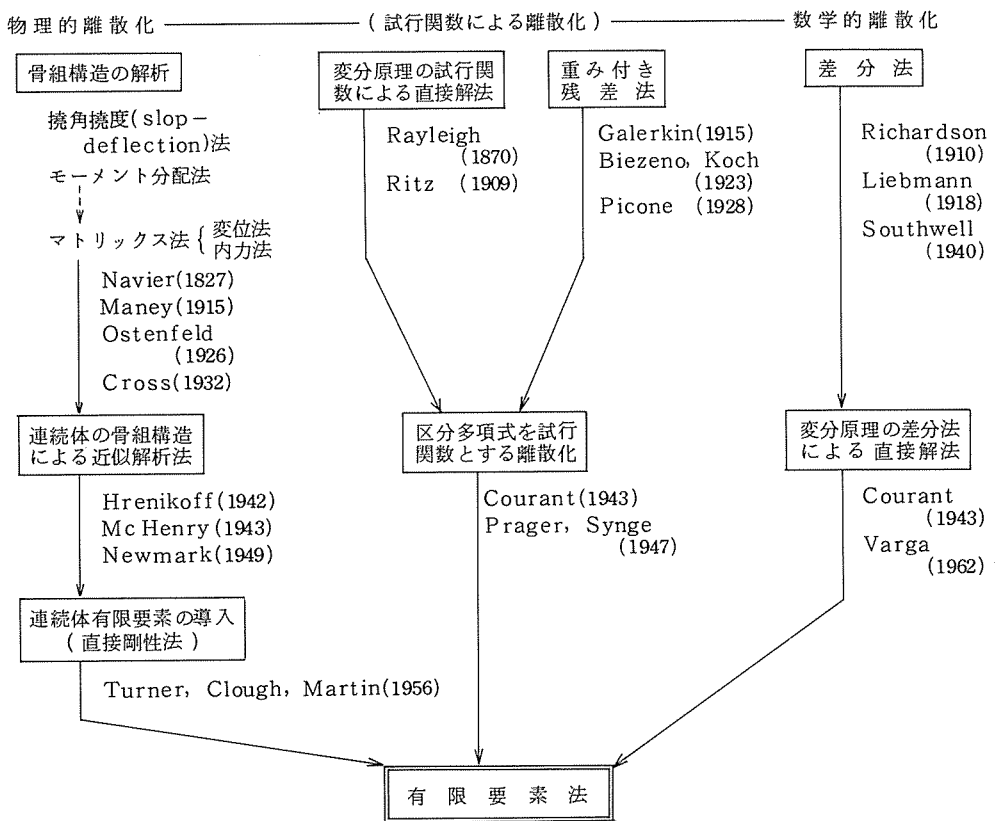 物理的離散化 (試行関数による離散化) 数学的離散化
骨組構造の解析
撓角撓度(slop-
deflection)法
モーメント分配法
マトリックス法{変位法
内力法
Navier(1827)
Maney(1915)
Ostenfeld
(1926)
Cross(1932)
連続体の骨組構造
による近似解析法
Hrenikoff(1942)
Mc Henry(1943)
Newmark(1949)
連続体有限要素の導入
(直接剛性法)
Turner, Clough, Martin(1956)
変分原理の試行関
数による直接解法
Rayleigh
(1870)
Ritz (1909)
重み付き
残差法
Galerkin(1915)
Biezeno, Koch
(1923)
Picone (1928)
区分多項式を試行
関数とする離散化
Courant(1943)
Prager, Synge
(1947)
差分法
Richardson
(1910)
Liebmann
(1918)
Southwell
(1940)
変分原理の差分法
による直接解法
Courant
(1943)
Varga
(1962)
有限要素法